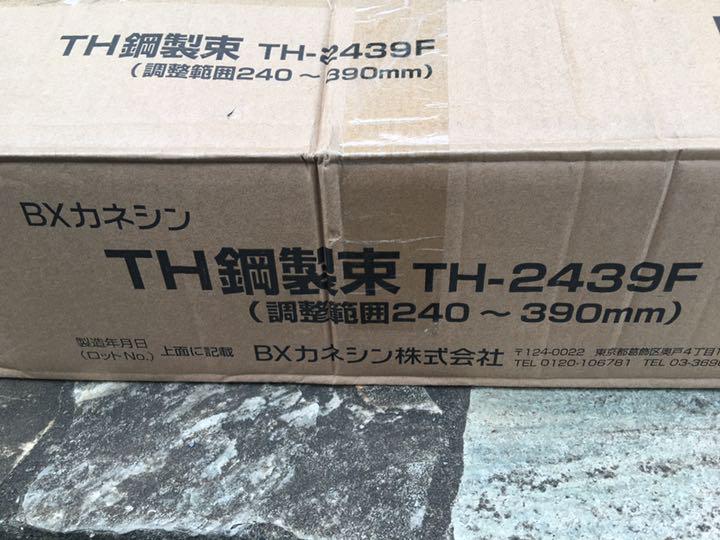 TH鋼製束 TH-2439F
(調整範囲240～390mm)
BXカネシン
TH鋼製束 TH-2439F
(調整範囲240～390mm)
製造年月日
(ロットNo.) 上面に記載 BXカネシン株式会社
〒124-0022 東京都葛飾区奥戸4丁目1
TEL 0120-106781 TEL 03-369